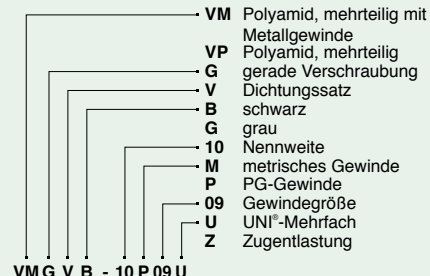 VM Polyamid, mehrteilig mit
Metallgewinde
VP Polyamid, mehrteilig
G gerade Verschraubung
V Dichtungssatz
B schwarz
G grau
10 Nennweite
M metrisches Gewinde
P PG-Gewinde
09 Gewindegröße
U UNI®-Mehrfach
Z Zugentlastung
VM G V B - 10 P 09 U